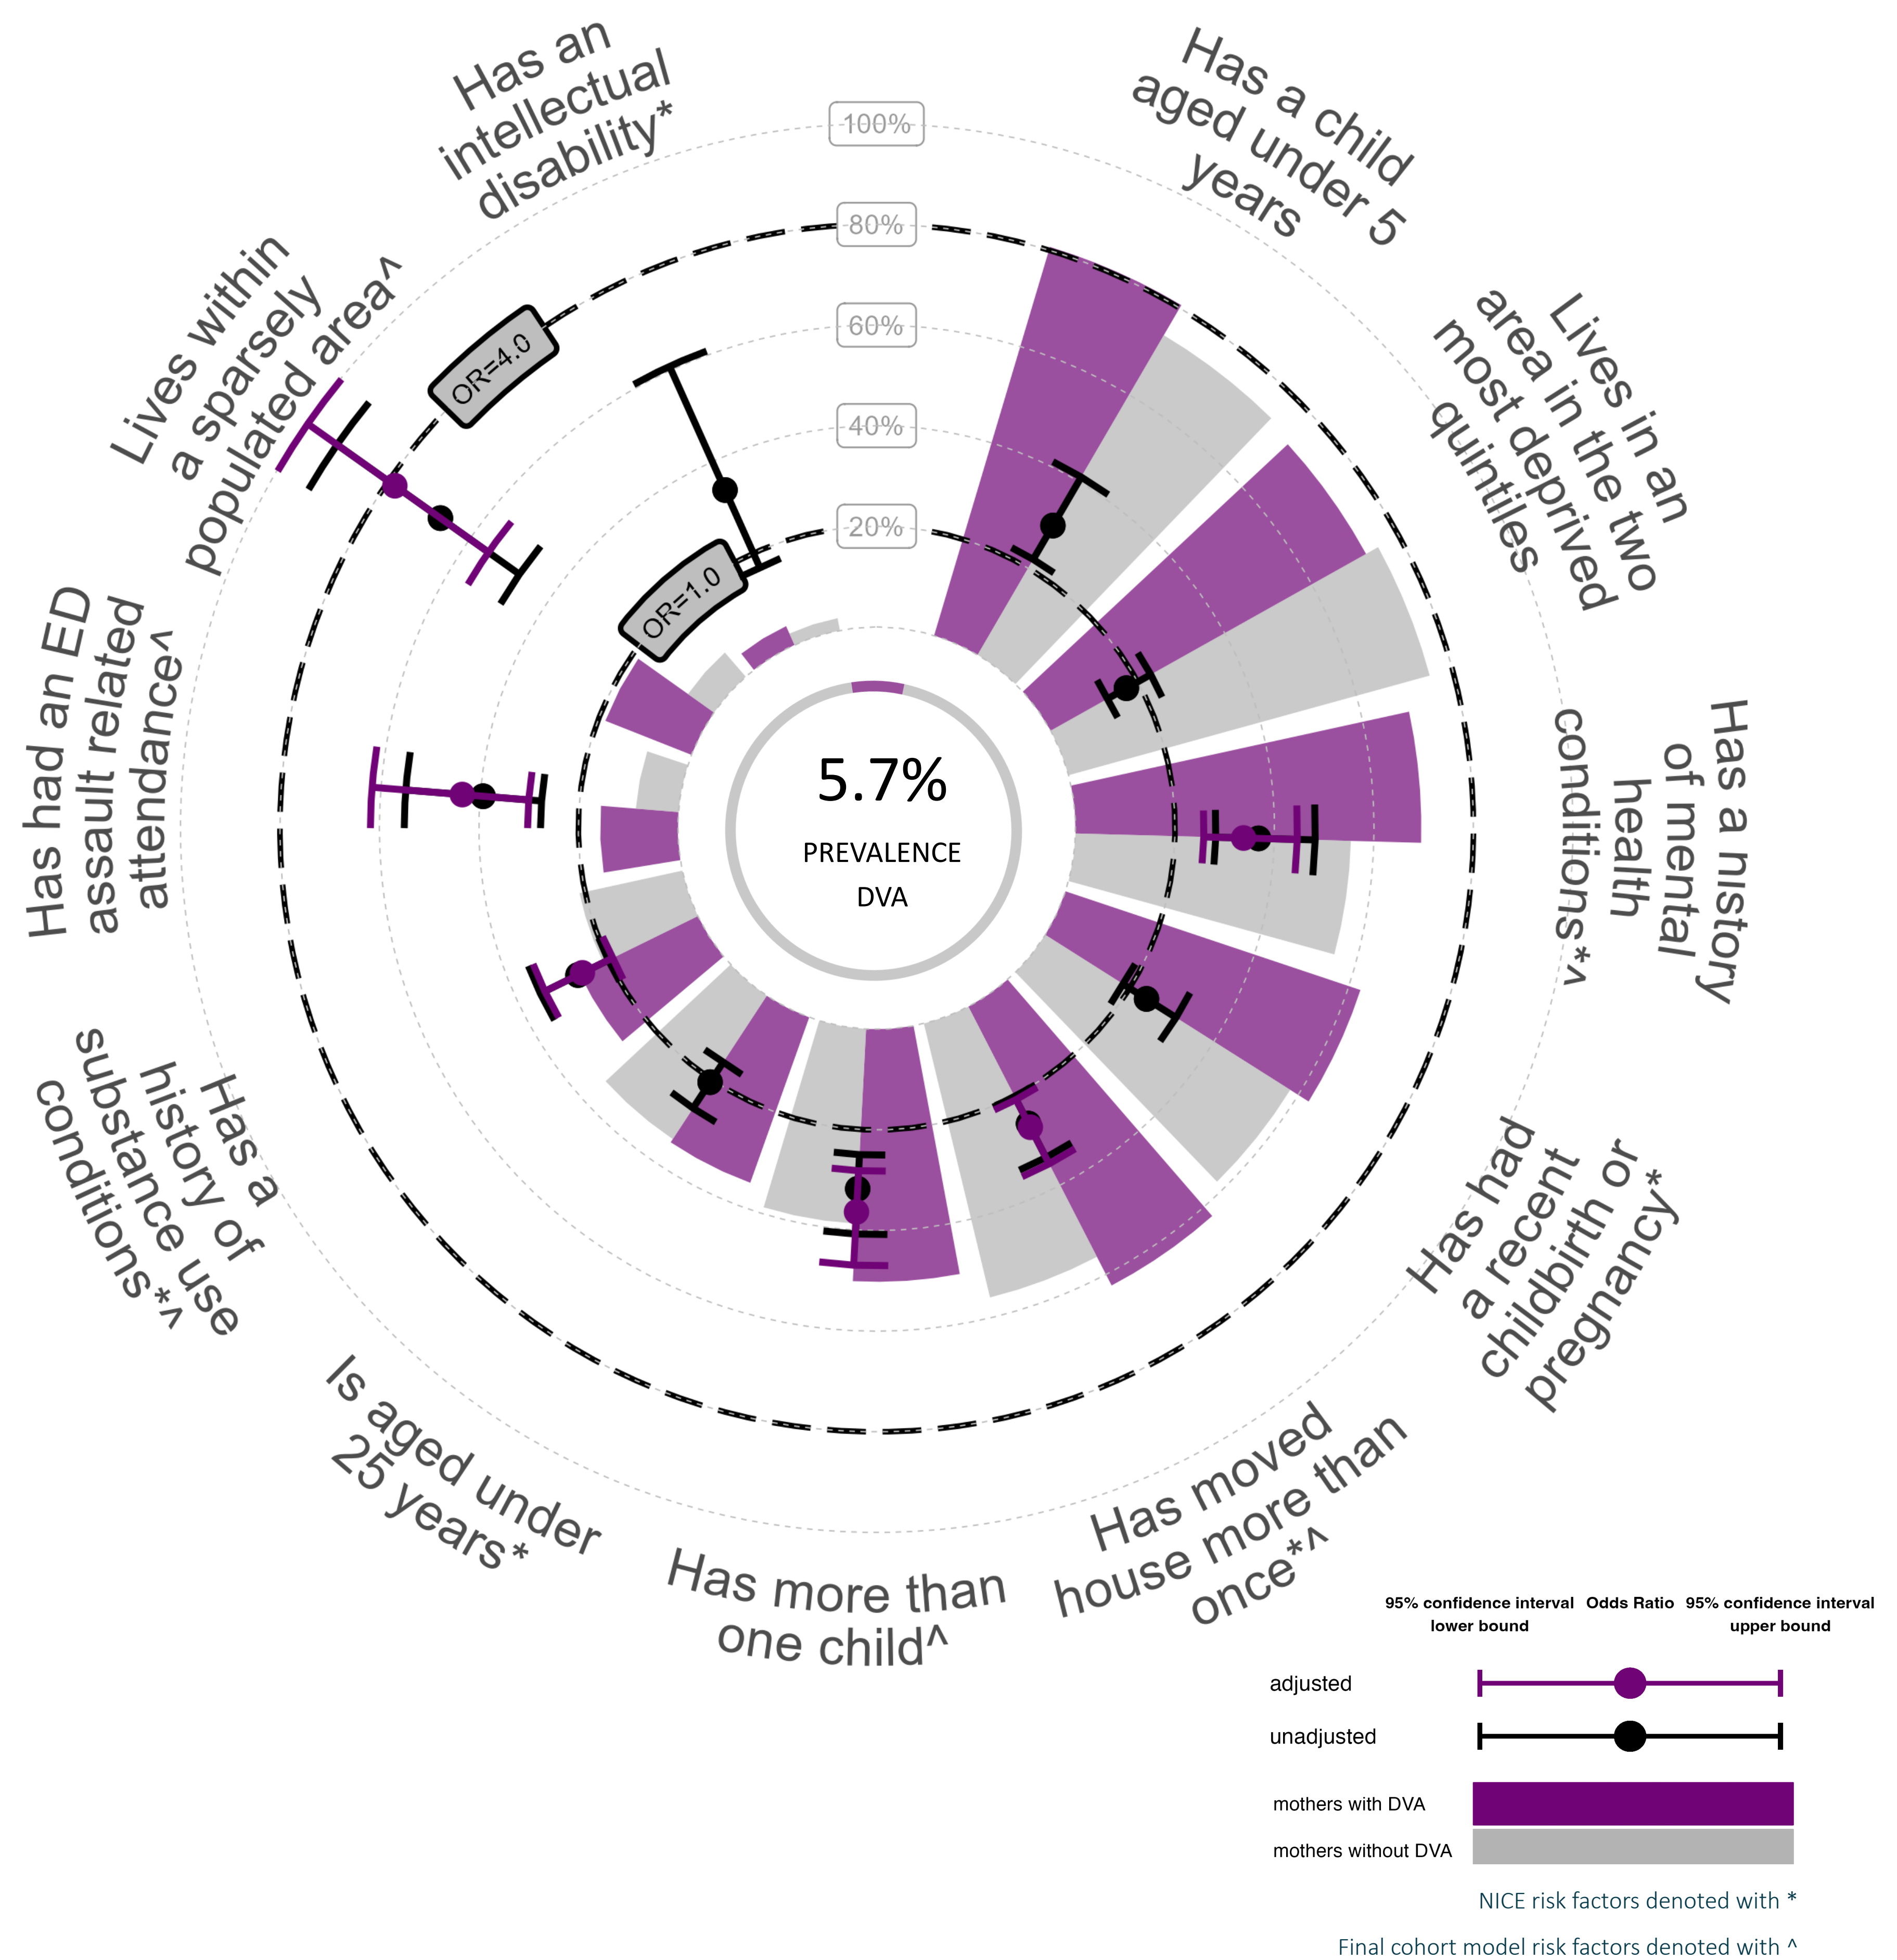 Has an
intellectual
disability*
100%
80%
60%
40%
20%
Has a child
aged under 5
years
Lives in an
area in the two
most deprived
quintiles
Has a history
of mental
health
conditions*^
Has had
a recent
childbirth or
pregnancy*
Has moved
house more than
once*^
Has more than
one child^
Is aged under
25 years*
Has a
history of
substance use
conditions*^
Has had an ED
assault related
attendance^
Lives within
a sparsely
populated area^
OR=4.0
OR=1.0
5.7%
PREVALENCE
DVA
95% confidence interval Odds Ratio 95% confidence interval
lower bound upper bound
adjusted
unadjusted
mothers with DVA
mothers without DVA
NICE risk factors denoted with *
Final cohort model risk factors denoted with ^